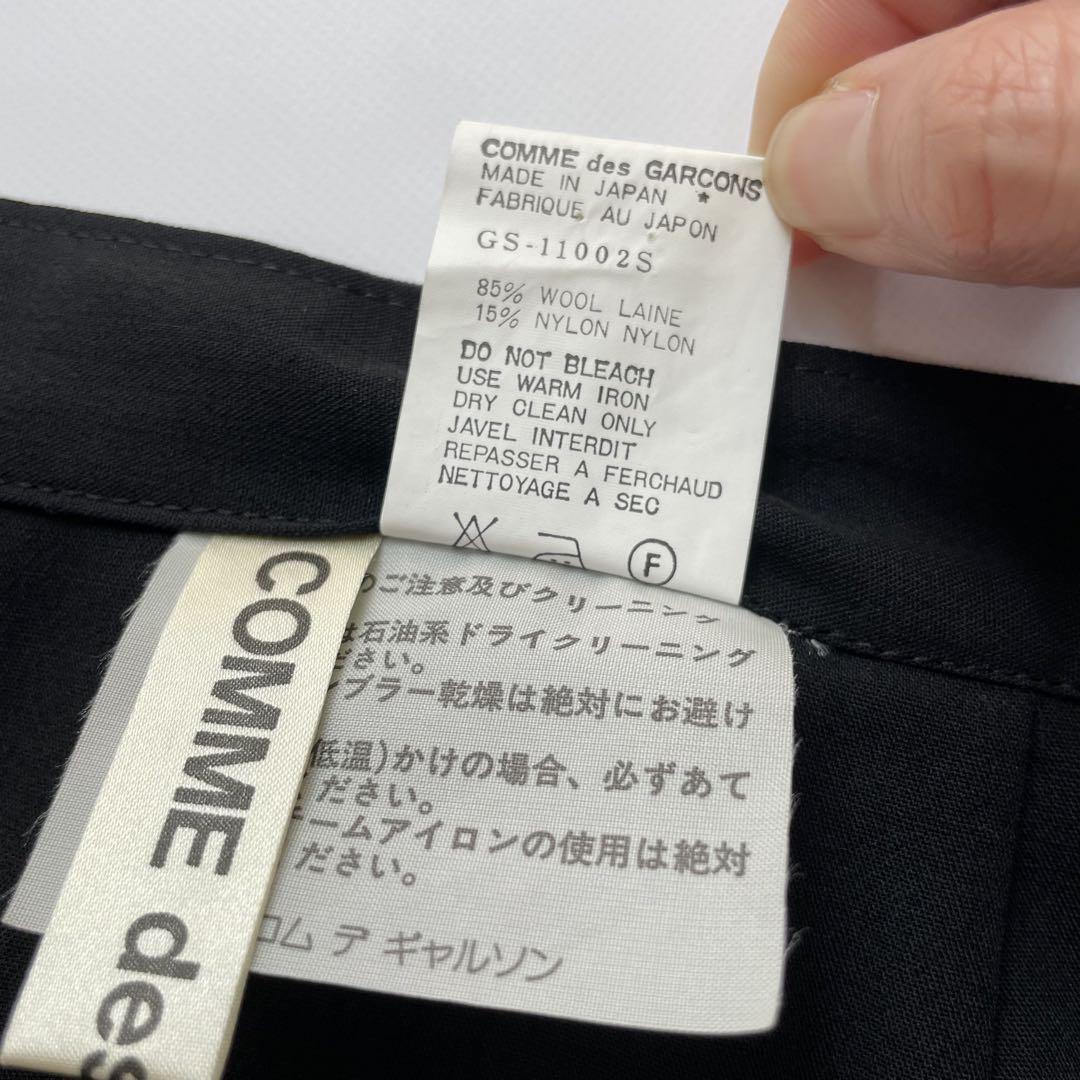 COMME des GARCONS
MADE IN JAPAN ★
FABRIQUE AU JAPON
GS-11002S
85% WOOL LAINE
15% NYLON NYLON
DO NOT BLEACH
USE WARM IRON
DRY CLEAN ONLY
JAVEL INTERDIT
REPASSER A FERCHAUD
NETTOYAGE A SEC
F
のご注意及びクリーニング
は石油系ドライクリーニング
ださい。
ンブラー乾燥は絶対にお避け
低温)かけの場合、必ずあて
ださい。
チームアイロンの使用は絶対
ださい。
コム デ ギャルソン
COMME des